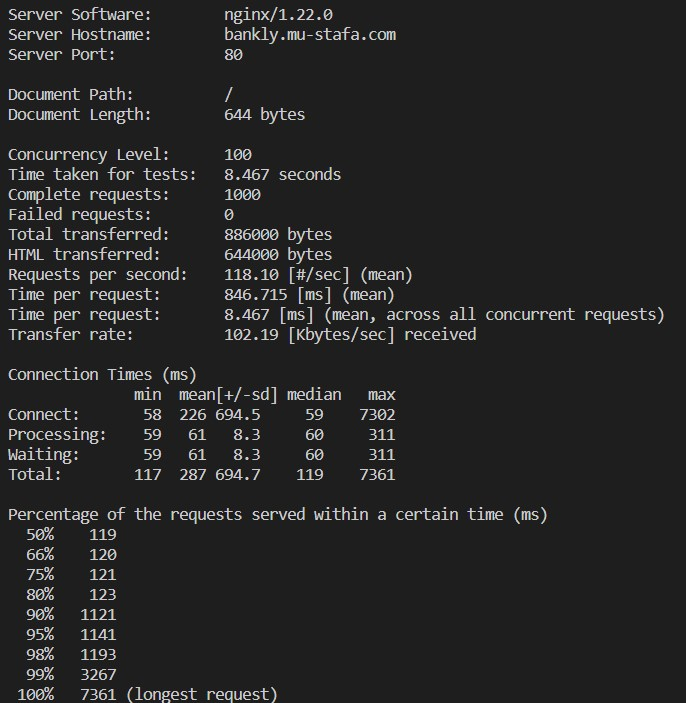 Server Software:        nginx/1.22.0
Server Hostname:        bankly.mu-stafa.com
Server Port:            80

Document Path:          /
Document Length:        644 bytes

Concurrency Level:      100
Time taken for tests:   8.467 seconds
Complete requests:      1000
Failed requests:        0
Total transferred:      886000 bytes
HTML transferred:       644000 bytes
Requests per second:    118.10 [#/sec] (mean)
Time per request:       846.715 [ms] (mean)
Time per request:       8.467 [ms] (mean, across all concurrent requests)
Transfer rate:          102.19 [Kbytes/sec] received

Connection Times (ms)
              min  mean[+/-sd] median   max
Connect:       58  226 694.5     59    7302
Processing:    59   61   8.3     60     311
Waiting:       59   61   8.3     60     311
Total:        117  287 694.7    119    7361

Percentage of the requests served within a certain time (ms)
  50%    119
  66%    120
  75%    121
  80%    123
  90%   1121
  95%   1141
  98%   1193
  99%   3267
 100%   7361 (longest request)